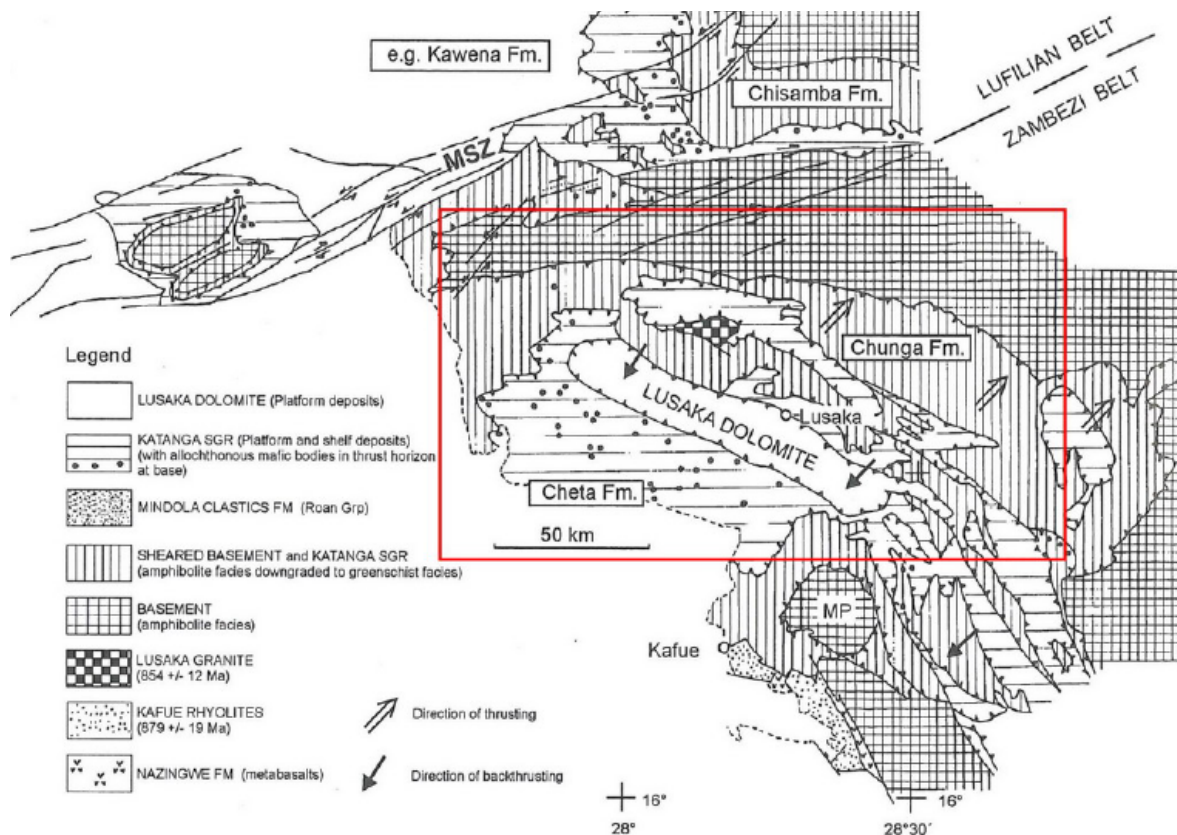 e.g. Kawena Fm.
Chisamba Fm.
LUFILIAN BELT
ZAMBEZI BELT
MSZ
Chunga Fm.
Lusaka
LUSAKA DOLOMITE
Cheta Fm.
50 km
MP
Kafue
Legend
LUSAKA DOLOMITE (Platform deposits)
KATANGA SGR (Platform and shelf deposits)
(with allochthonous mafic bodies in thrust horizon
at base)
MINDOLA CLASTICS FM (Roan Grp)
SHEARED BASEMENT and KATANGA SGR
(amphibolite facies downgraded to greenschist facies)
BASEMENT
(amphibolite facies)
LUSAKA GRANITE
(854 +/- 12 Ma)
KAFUE RHYOLITES
(879 +/- 19 Ma)
NAZINGWE FM (metabasalts)
Direction of thrusting
Direction of backthrusting
16°
28°
16°
28°30´